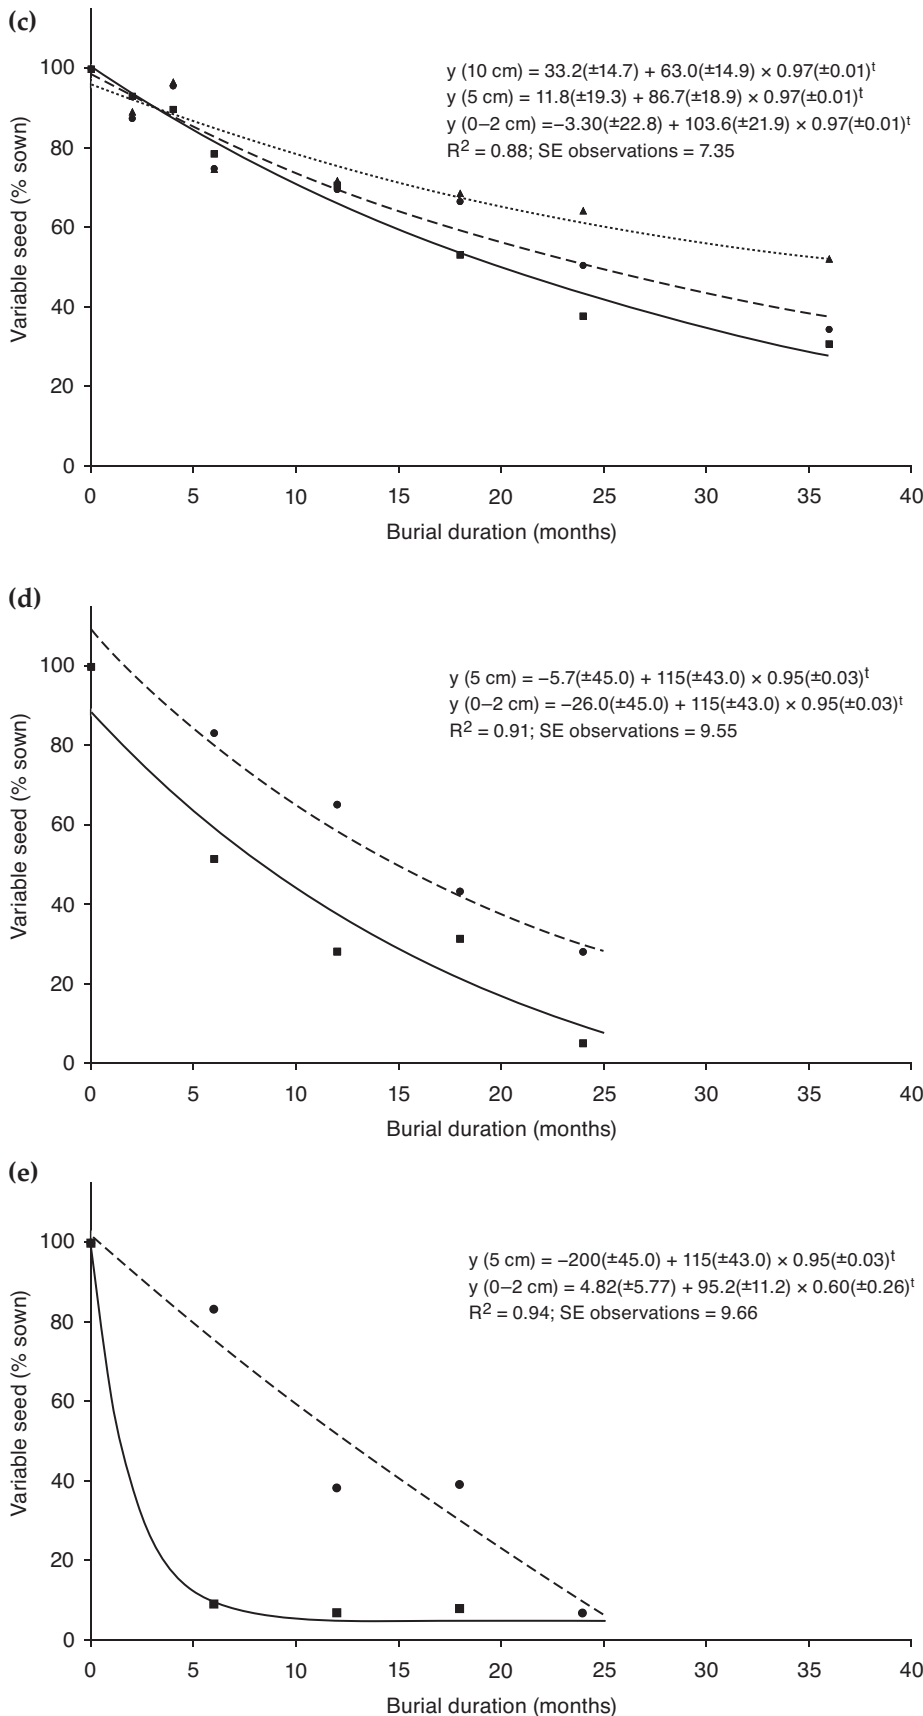 (c)
y (10 cm) = 33.2(±14.7) + 63.0(±14.9) × 0.97(±0.01)ᵗ
y (5 cm) = 11.8(±19.3) + 86.7(±18.9) × 0.97(±0.01)ᵗ
y (0–2 cm) =–3.30(±22.8) + 103.6(±21.9) × 0.97(±0.01)ᵗ
R² = 0.88; SE observations = 7.35
Variable seed (% sown)
100
80
60
40
20
0
0 5 10 15 20 25 30 35 40
Burial duration (months)
(d)
y (5 cm) = –5.7(±45.0) + 115(±43.0) × 0.95(±0.03)ᵗ
y (0–2 cm) = –26.0(±45.0) + 115(±43.0) × 0.95(±0.03)ᵗ
R² = 0.91; SE observations = 9.55
Variable seed (% sown)
100
80
60
40
20
0
0 5 10 15 20 25 30 35 40
Burial duration (months)
(e)
y (5 cm) = –200(±45.0) + 115(±43.0) × 0.95(±0.03)ᵗ
y (0–2 cm) = 4.82(±5.77) + 95.2(±11.2) × 0.60(±0.26)ᵗ
R² = 0.94; SE observations = 9.66
Variable seed (% sown)
100
80
60
40
20
0
0 5 10 15 20 25 30 35 40
Burial duration (months)